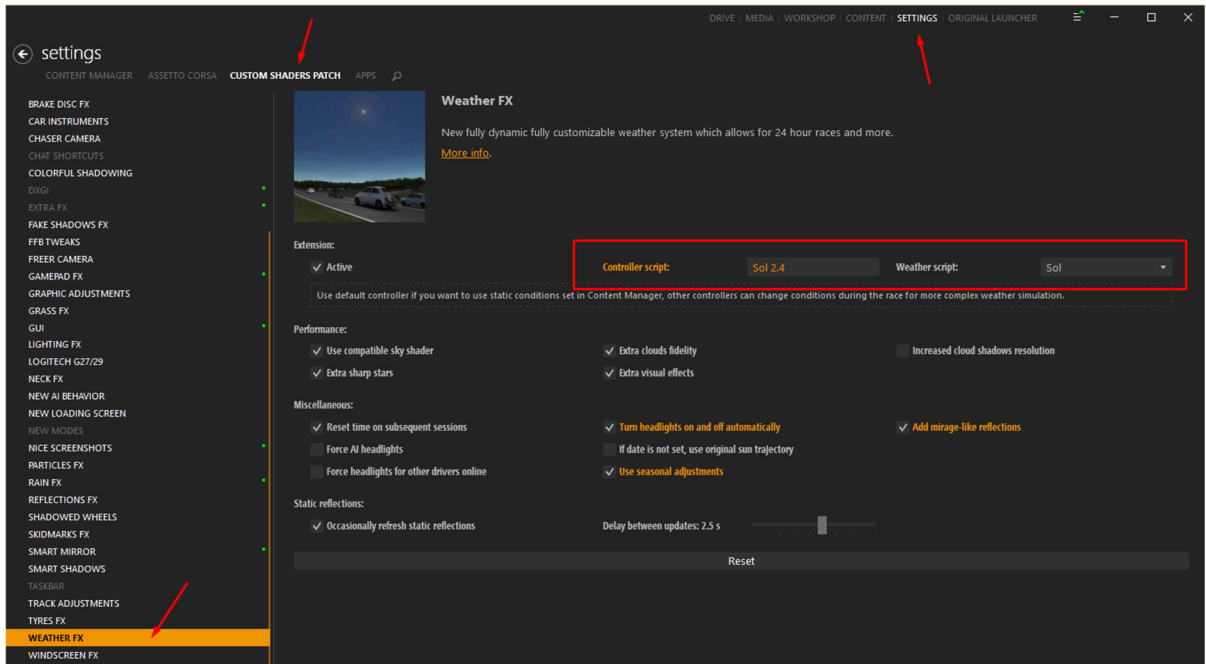 DRIVE | MEDIA | WORKSHOP | CONTENT | SETTINGS | ORIGINAL LAUNCHER
settings
CONTENT MANAGER ASSETTO CORSA CUSTOM SHADERS PATCH APPS
BRAKE DISC FX
CAR INSTRUMENTS
CHASER CAMERA
CHAT SHORTCUTS
COLORFUL SHADOWING
DXGI
EXTRA FX
FAKE SHADOWS FX
FFB TWEAKS
FREER CAMERA
GAMEPAD FX
GRAPHIC ADJUSTMENTS
GRASS FX
GUI
LIGHTING FX
LOGITECH G27/29
NECK FX
NEW AI BEHAVIOR
NEW LOADING SCREEN
NEW MODES
NICE SCREENSHOTS
PARTICLES FX
RAIN FX
REFLECTIONS FX
SHADOWED WHEELS
SKIDMARKS FX
SMART MIRROR
SMART SHADOWS
TASKBAR
TRACK ADJUSTMENTS
TYRES FX
WEATHER FX
WINDSCREEN FX
Weather FX
New fully dynamic fully customizable weather system which allows for 24 hour races and more.
More info.
Extension:
Active Controller script: Sol 2.4 Weather script: Sol
Use default controller if you want to use static conditions set in Content Manager, other controllers can change conditions during the race for more complex weather simulation.
Performance:
Use compatible sky shader Extra clouds fidelity Increased cloud shadows resolution
Extra sharp stars Extra visual effects
Miscellaneous:
Reset time on subsequent sessions Turn headlights on and off automatically Add mirage-like reflections
Force AI headlights If date is not set, use original sun trajectory
Force headlights for other drivers online Use seasonal adjustments
Static reflections:
Occasionally refresh static reflections Delay between updates: 2.5 s
Reset